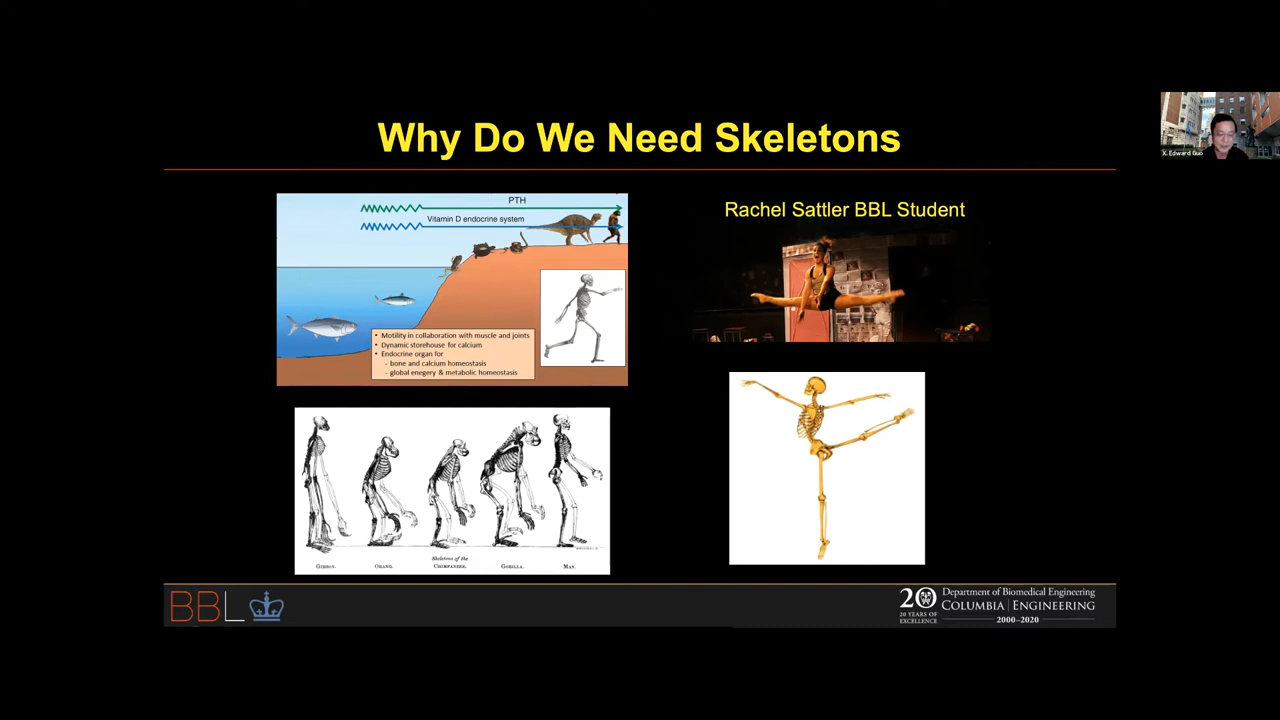 Why Do We Need Skeletons
X. Edward Guo
PTH
Vitamin D endocrine system
• Motility in collaboration with muscle and joints
• Dynamic storehouse for calcium
• Endocrine organ for
- bone and calcium homeostasis
- global enegery & metabolic homeostasis
Rachel Sattler BBL Student
Skeletons of the
GIBBON.
ORANG.
CHIMPANZEE.
GORILLA.
MAN.
BBL
20
20 YEARS OF
EXCELLENCE
Department of Biomedical Engineering
COLUMBIA | ENGINEERING
2000–2020